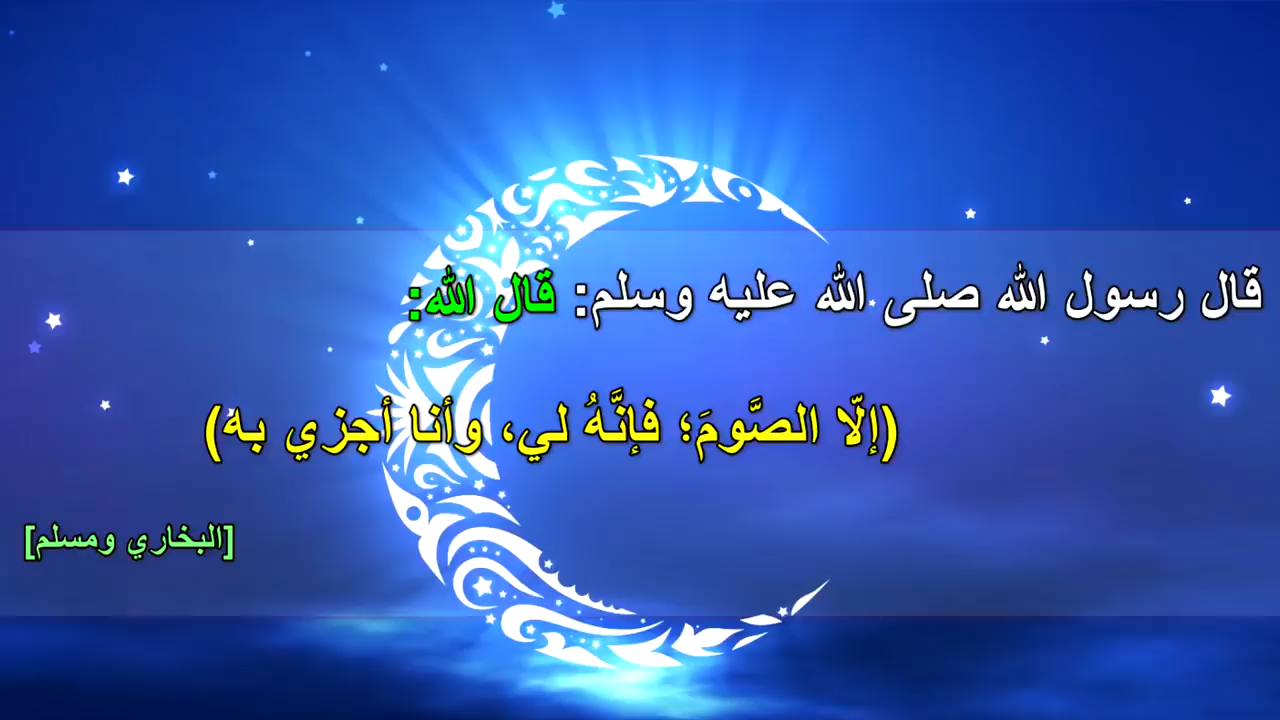 قال رسول الله صلى الله عليه وسلم: قال الله:
(إلّا الصَّومَ؛ فإنَّهُ لي، وأنا أجزي به)
[البخاري ومسلم]